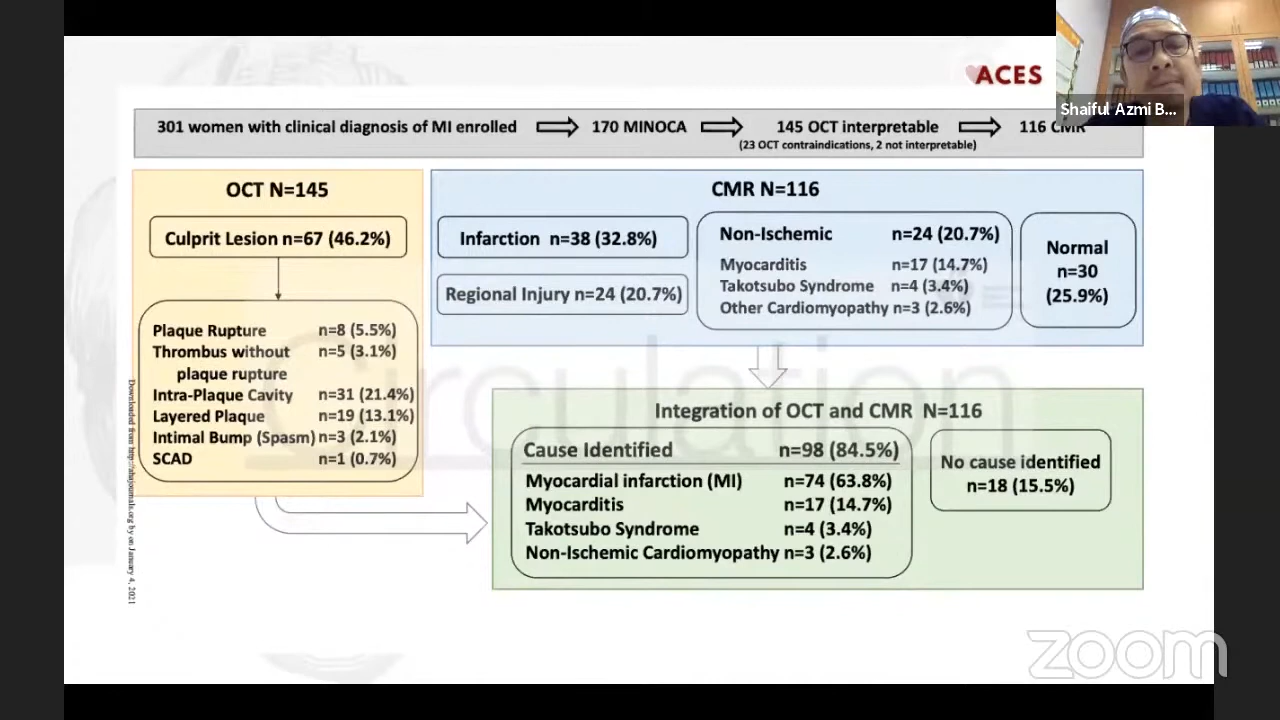 ACES
Shaiful Azmi B...
301 women with clinical diagnosis of MI enrolled
170 MINOCA
145 OCT interpretable
(23 OCT contraindications, 2 not interpretable)
116 CMR
OCT N=145
Culprit Lesion n=67 (46.2%)
Plaque Rupture n=8 (5.5%)
Thrombus without n=5 (3.1%)
plaque rupture
Intra-Plaque Cavity n=31 (21.4%)
Layered Plaque n=19 (13.1%)
Intimal Bump (Spasm) n=3 (2.1%)
SCAD n=1 (0.7%)
CMR N=116
Infarction n=38 (32.8%)
Regional Injury n=24 (20.7%)
Non-Ischemic n=24 (20.7%)
Myocarditis n=17 (14.7%)
Takotsubo Syndrome n=4 (3.4%)
Other Cardiomyopathy n=3 (2.6%)
Normal
n=30
(25.9%)
Circulation
Integration of OCT and CMR N=116
Cause Identified n=98 (84.5%)
Myocardial infarction (MI) n=74 (63.8%)
Myocarditis n=17 (14.7%)
Takotsubo Syndrome n=4 (3.4%)
Non-Ischemic Cardiomyopathy n=3 (2.6%)
No cause identified
n=18 (15.5%)
Downloaded from http://ahajournals.org by on January 4, 2021
zoom